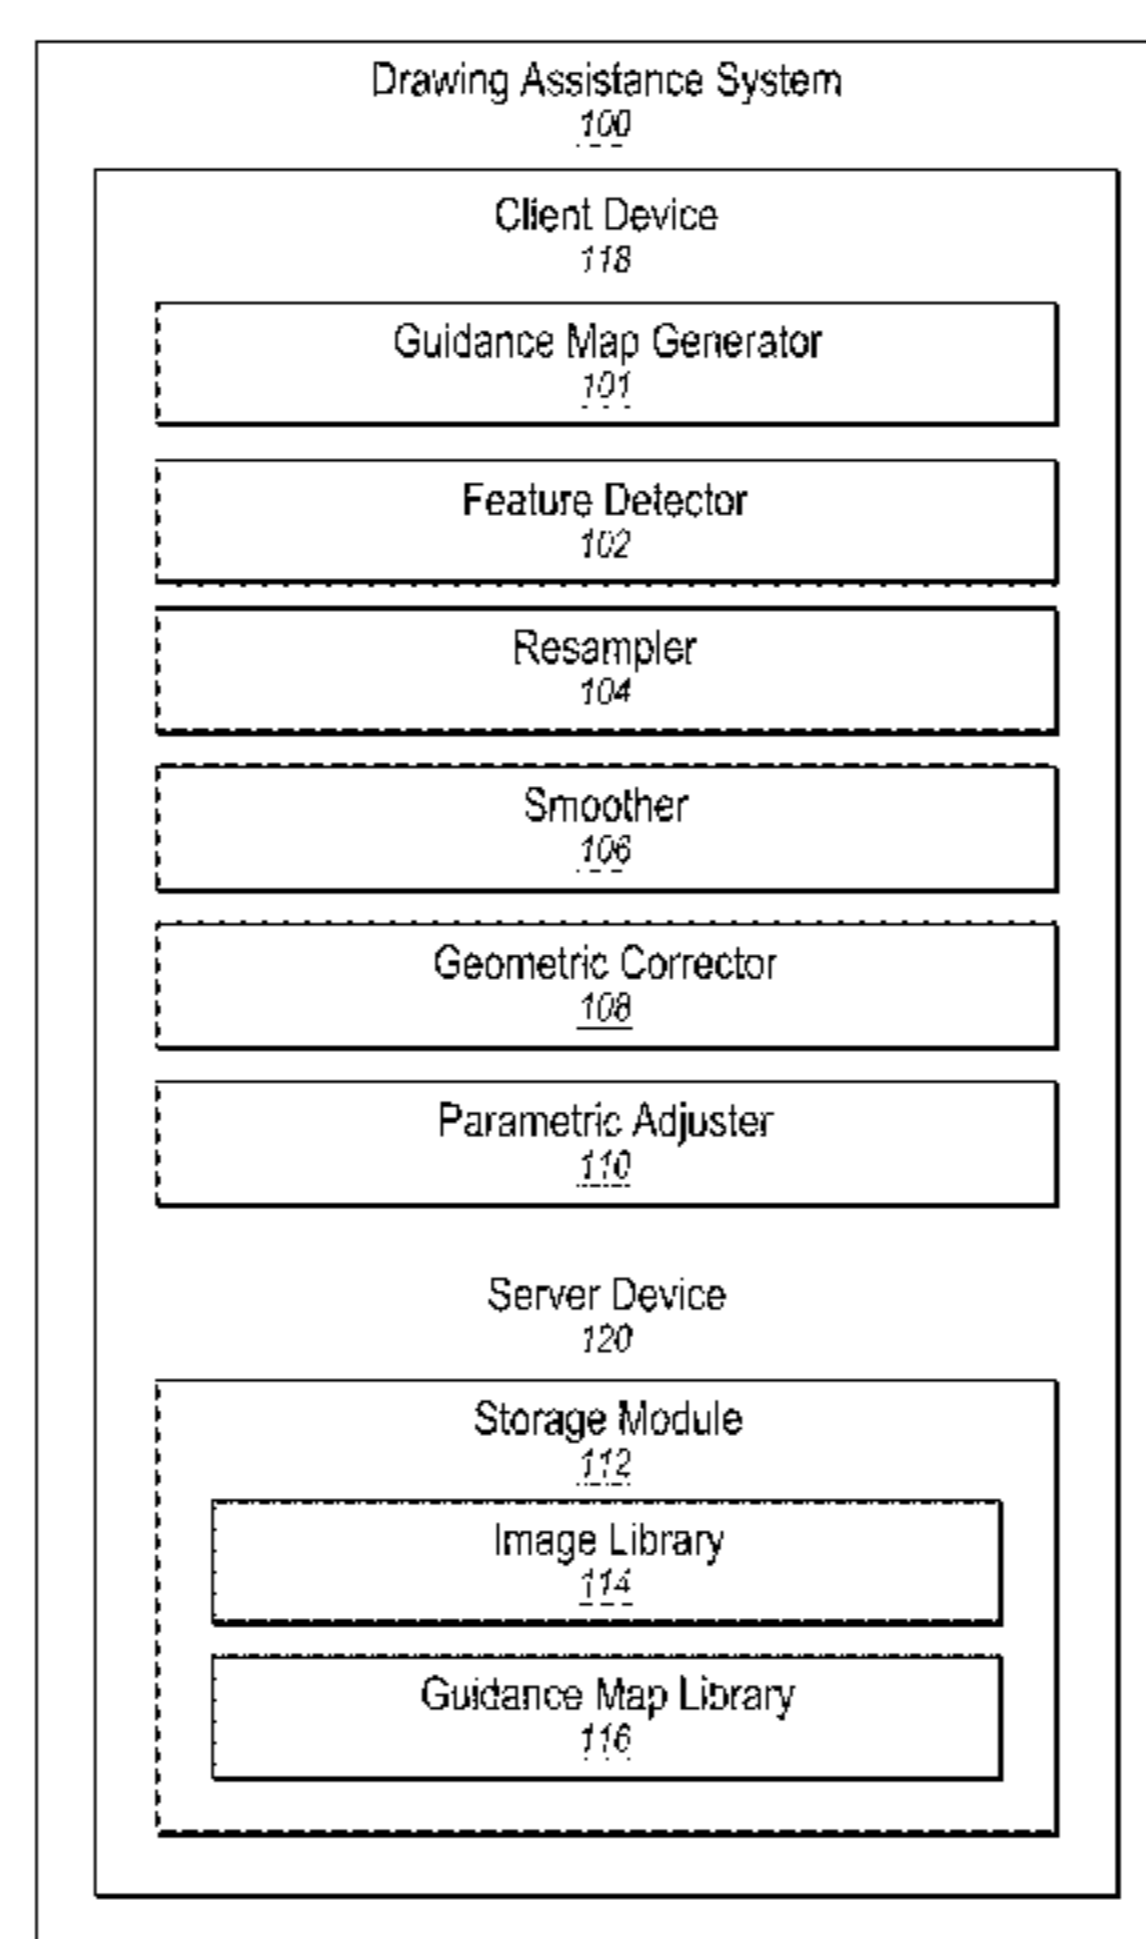 Drawing Assistance System
100
Client Device
118
Guidance Map Generator
101
Feature Detector
102
Resampler
104
Smoother
106
Geometric Corrector
108
Parametric Adjuster
110
Server Device
120
Storage Module
112
Image Library
114
Guidance Map Library
116